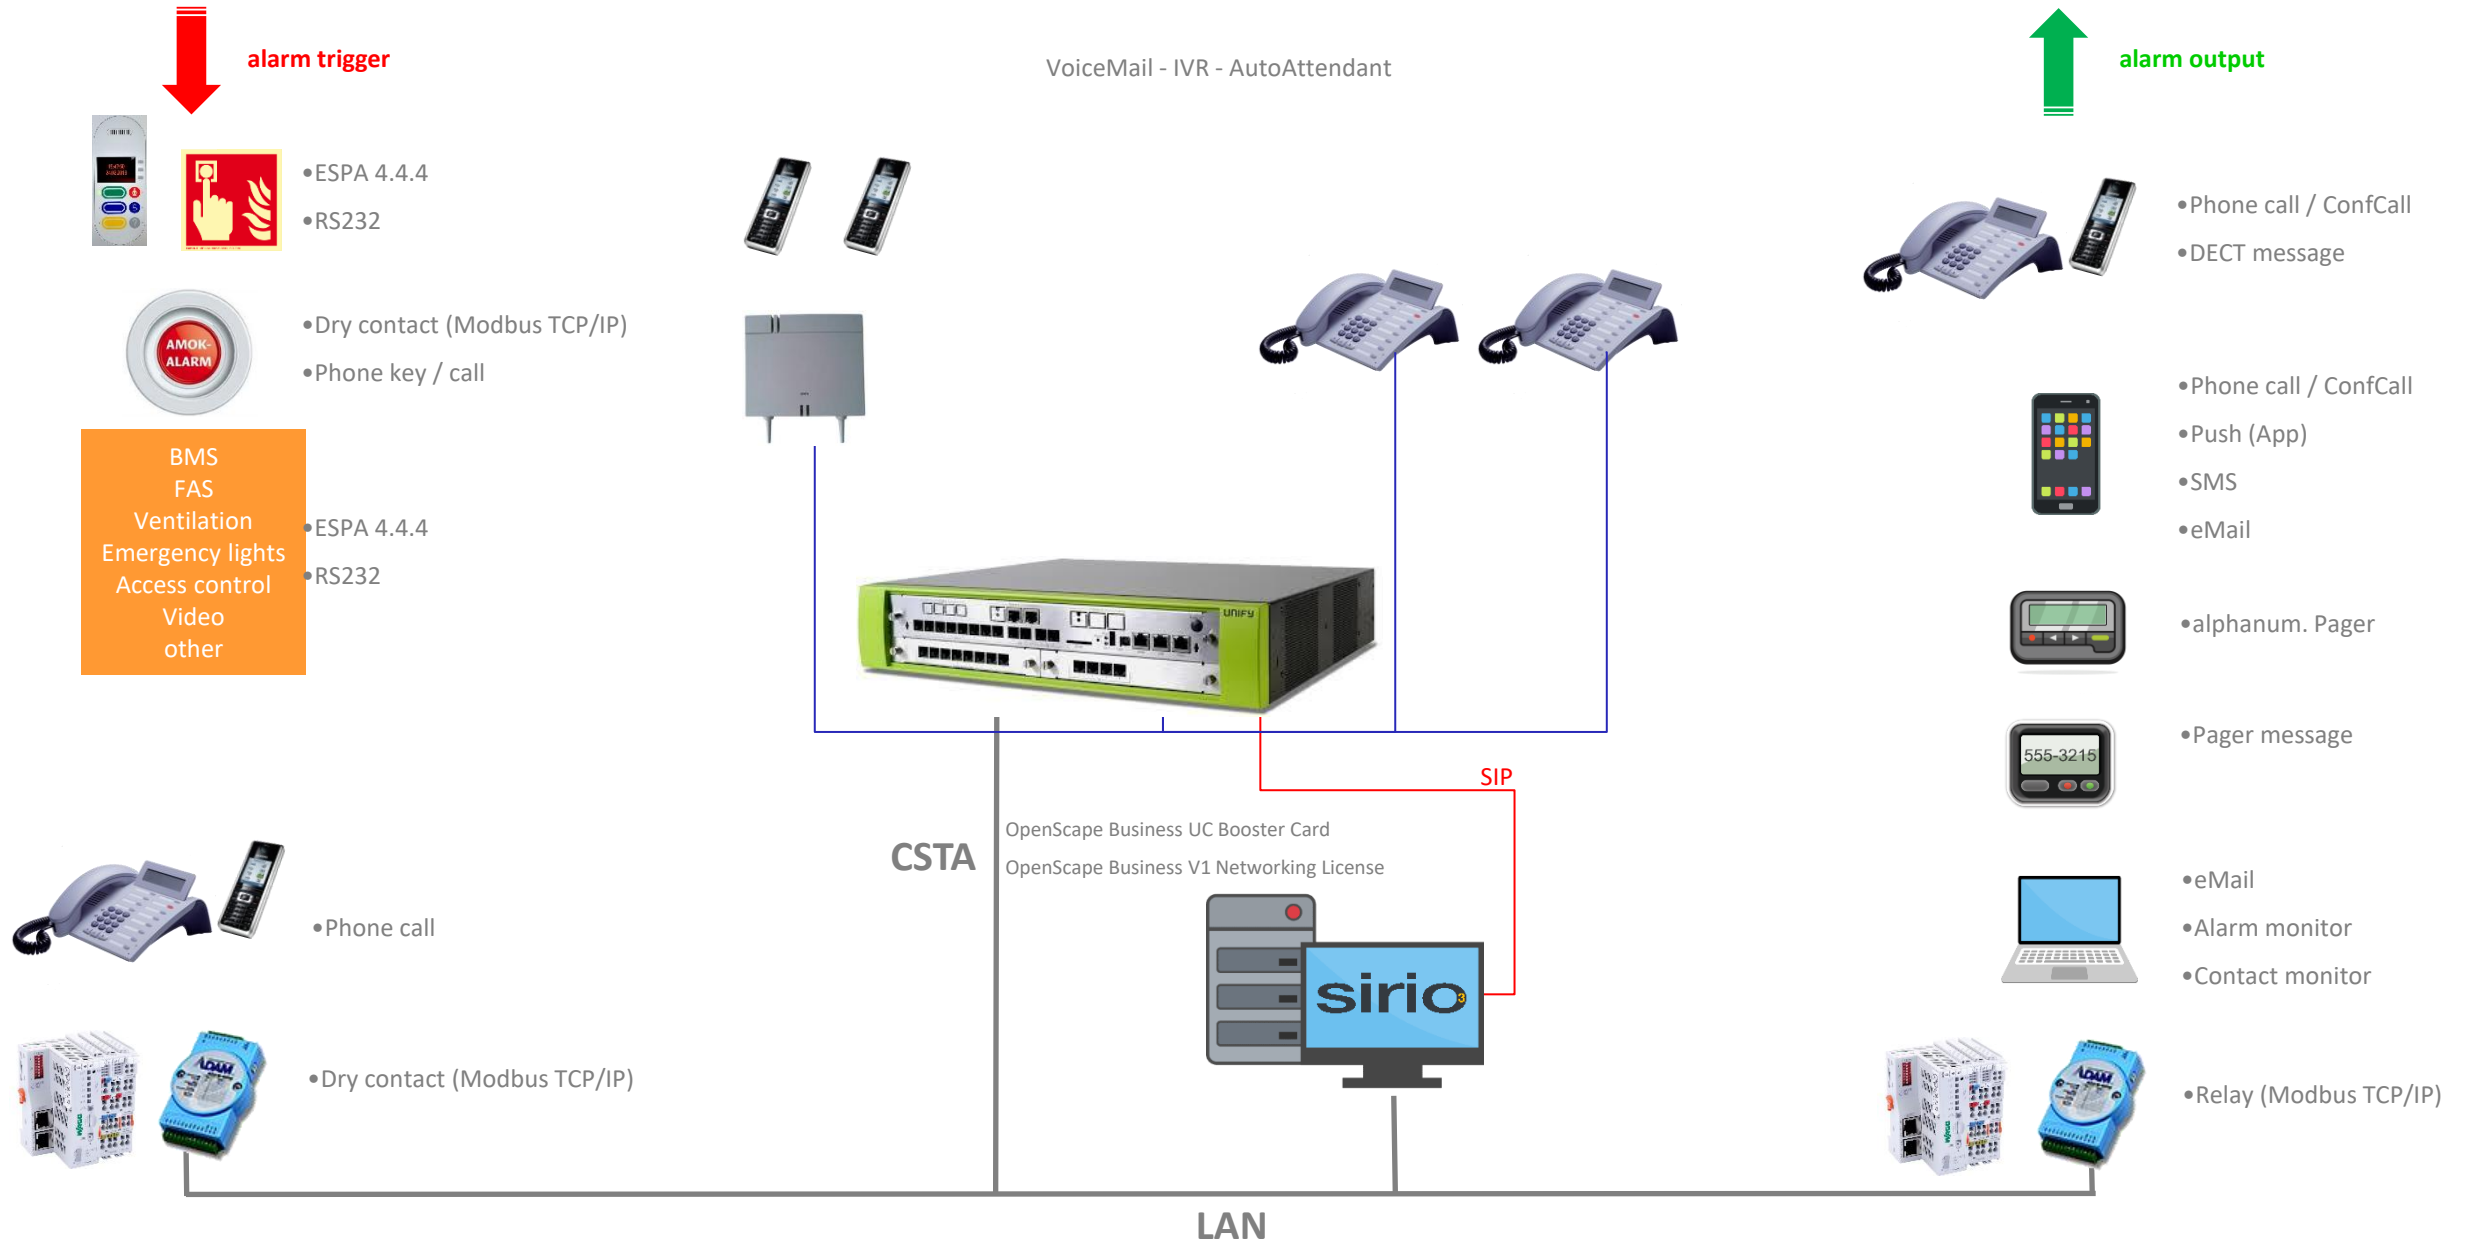 alarm trigger
VoiceMail - IVR - AutoAttendant
alarm output
•ESPA 4.4.4
•RS232
AMOK-
ALARM
•Dry contact (Modbus TCP/IP)
•Phone key / call
BMS
FAS
Ventilation
Emergency lights
Access control
Video
other
•ESPA 4.4.4
•RS232
•Phone call
ADAM
•Dry contact (Modbus TCP/IP)
UNIFY
SIP
CSTA
OpenScape Business UC Booster Card
OpenScape Business V1 Networking License
sirio3
LAN
•Phone call / ConfCall
•DECT message
•Phone call / ConfCall
•Push (App)
•SMS
•eMail
•alphanum. Pager
555-3215
•Pager message
•eMail
•Alarm monitor
•Contact monitor
ADAM
•Relay (Modbus TCP/IP)